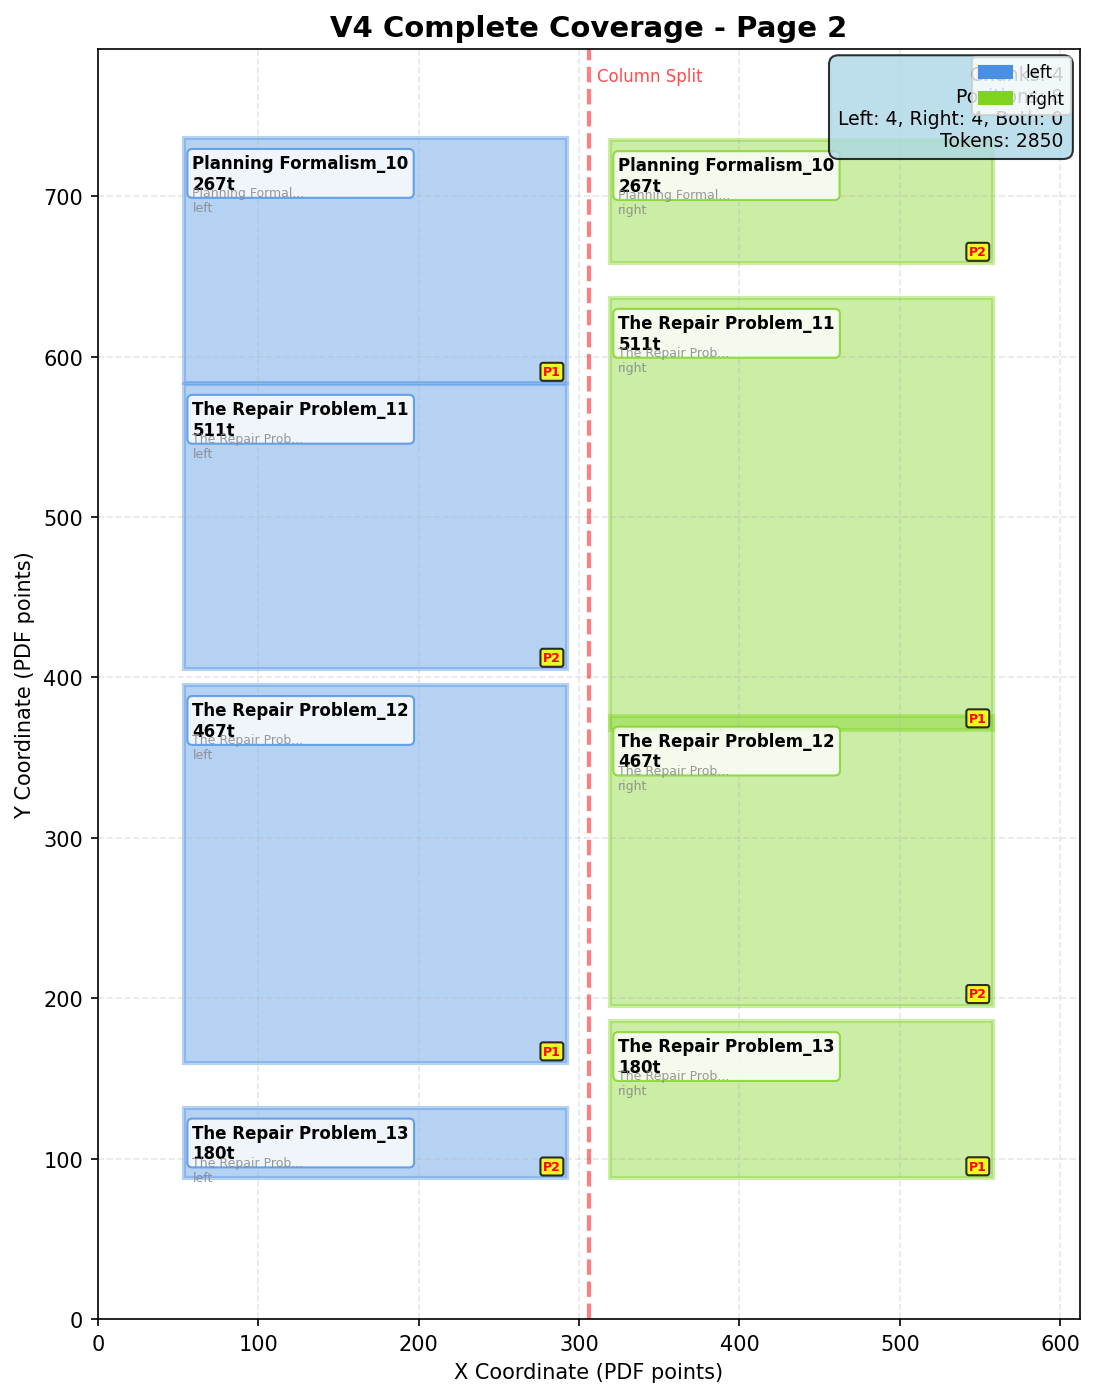 V4 Complete Coverage - Page 2
Column Split
left
right
Left: 4, Right: 4, Both: 0
Tokens: 2850
Planning Formalism_10
267t
Planning Formal...
left
P1
The Repair Problem_11
511t
The Repair Prob...
left
P2
The Repair Problem_12
467t
The Repair Prob...
left
P1
The Repair Problem_13
180t
The Repair Prob...
left
P2
Planning Formalism_10
267t
Planning Formal...
right
P2
The Repair Problem_11
511t
The Repair Prob...
right
P1
The Repair Problem_12
467t
The Repair Prob...
right
P2
The Repair Problem_13
180t
The Repair Prob...
right
P1
Y Coordinate (PDF points)
700
600
500
400
300
200
100
0
0 100 200 300 400 500 600
X Coordinate (PDF points)